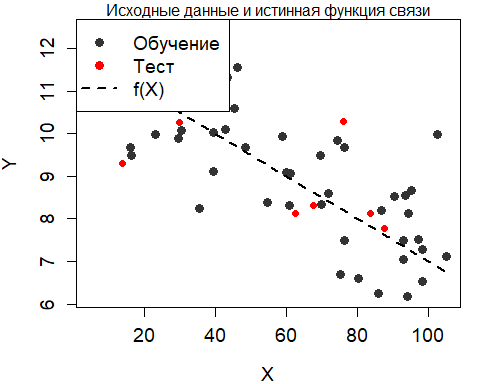 Исходные данные и истинная функция связи
Обучение
Тест
f(X)
Y
12
11
10
9
8
7
6
20
40
60
80
100
X